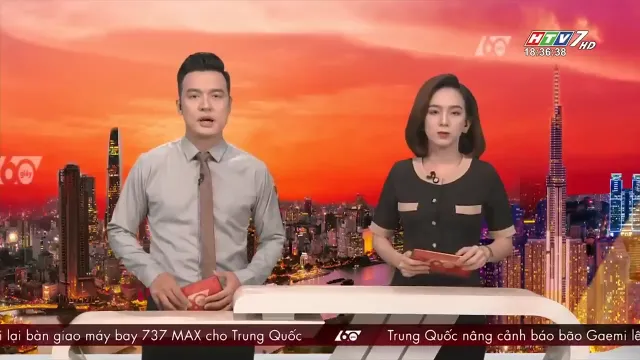 HTV7 HD
18:36:38
60 giây
i lại bàn giao máy bay 737 MAX cho Trung Quốc 60 Trung Quốc nâng cảnh báo bão Gaemi lê